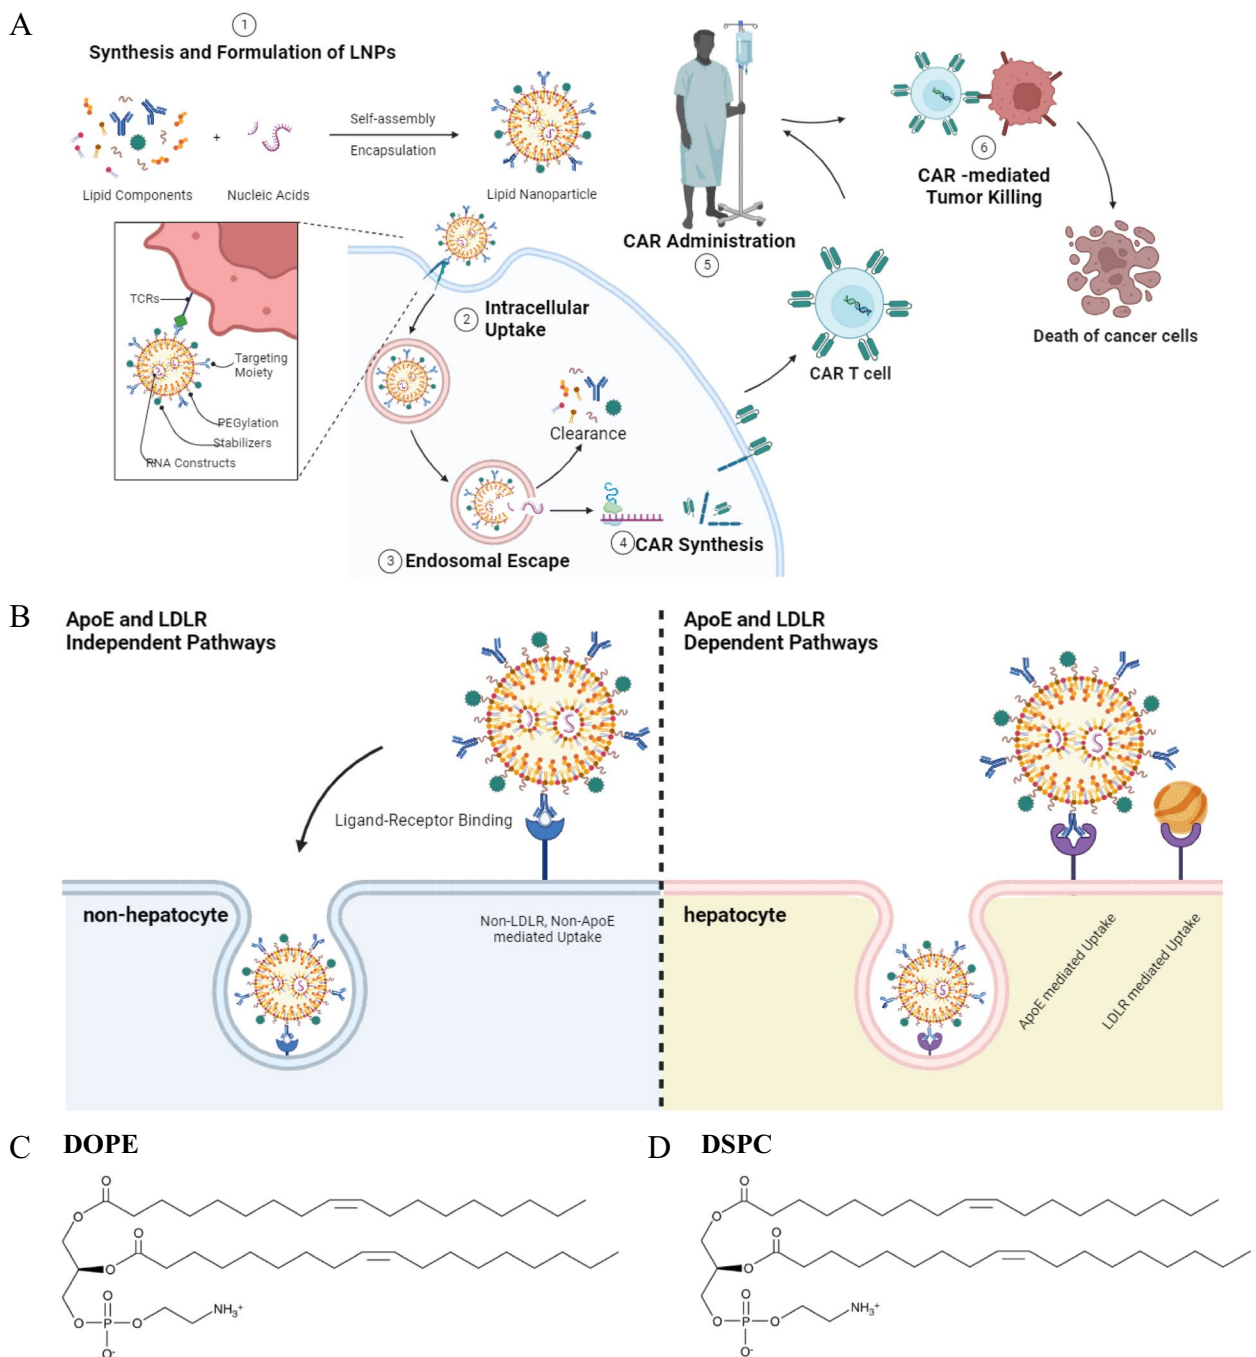 A
1
Synthesis and Formulation of LNPs
Self-assembly
+
Encapsulation
Lipid Components
Nucleic Acids
Lipid Nanoparticle
TCRs
Targeting
Moiety
PEGylation
Stabilizers
RNA Constructs
2
Intracellular
Uptake
Clearance
3
Endosomal Escape
4
CAR Synthesis
CAR T cell
CAR Administration
5
6
CAR -mediated
Tumor Killing
Death of cancer cells
B
ApoE and LDLR
Independent Pathways
Ligand-Receptor Binding
non-hepatocyte
Non-LDLR, Non-ApoE
mediated Uptake
ApoE and LDLR
Dependent Pathways
hepatocyte
ApoE mediated Uptake
LDLR mediated Uptake
C
DOPE
O
O
O
O
O
O
P
O
NH3+
O-
D
DSPC
O
O
O
O
O
O
P
O
NH3+
O-